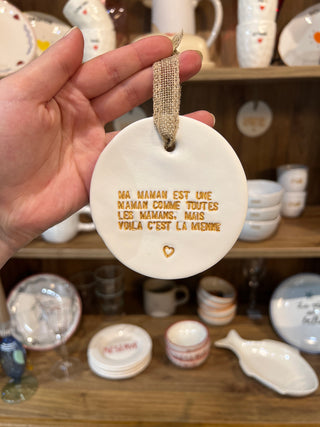 MA MAMAN EST UNE
MAMAN COMME TOUTES
LES MAMANS. MAIS
VOILÀ C'EST LA MIENNE